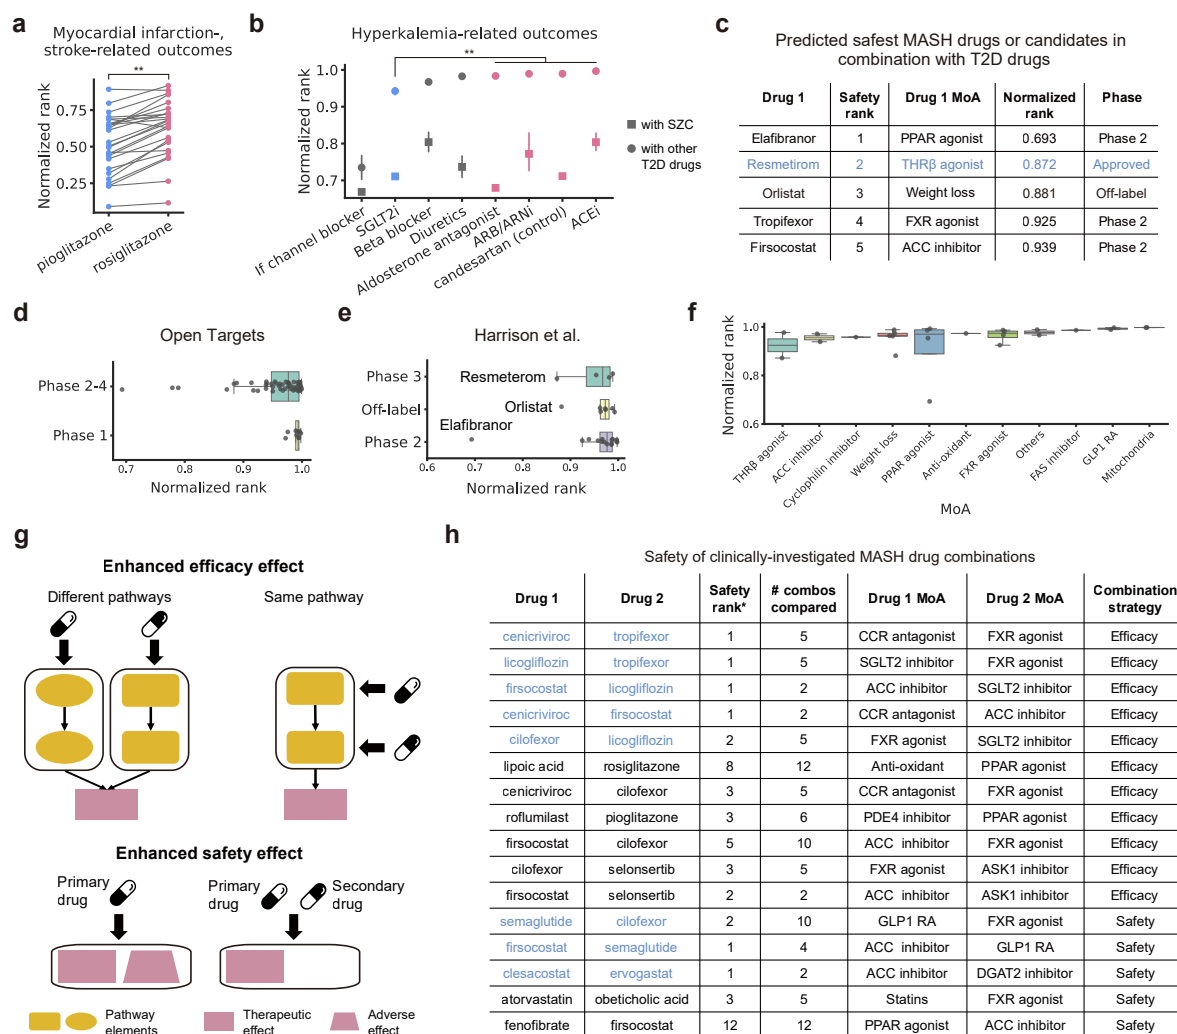 a
Myocardial infarction-,
stroke-related outcomes
**
Normalized rank
0.75
0.50
0.25
pioglitazone
rosiglitazone
b
Hyperkalemia-related outcomes
**
Normalized rank
1.0
0.9
0.8
0.7
with SZC
with other
T2D drugs
If channel blocker
SGLT2i
Beta blocker
Diuretics
Aldosterone antagonist
ARB/ARNi
candesartan (control)
ACEi
c
Predicted safest MASH drugs or candidates in
combination with T2D drugs
Drug 1 Safety rank Drug 1 MoA Normalized rank Phase
Elafibranor 1 PPAR agonist 0.693 Phase 2
Resmetirom 2 THRβ agonist 0.872 Approved
Orlistat 3 Weight loss 0.881 Off-label
Tropifexor 4 FXR agonist 0.925 Phase 2
Firsocostat 5 ACC inhibitor 0.939 Phase 2
d
Open Targets
Phase 2-4
Phase 1
0.7 0.8 0.9 1.0
Normalized rank
e
Harrison et al.
Phase 3 Resmeterom
Off-label Orlistat
Elafibranor
Phase 2
0.6 0.7 0.8 0.9 1.0
Normalized rank
f
Normalized rank
1.0
0.9
0.6
THRβ agonist
ACC inhibitor
Cyclophilin inhibitor
Weight loss
PPAR agonist
Anti-oxidant
FXR agonist
Others
FAS inhibitor
GLP1 RA
Mitochondria
MoA
g
Enhanced efficacy effect
Different pathways Same pathway
Enhanced safety effect
Primary
drug
Primary
drug
Secondary
drug
Pathway
elements
Therapeutic
effect
Adverse
effect
h
Safety of clinically-investigated MASH drug combinations
Drug 1 Drug 2 Safety rank* # combos compared Drug 1 MoA Drug 2 MoA Combination strategy
cenicriviroc tropifexor 1 5 CCR antagonist FXR agonist Efficacy
licogliflozin tropifexor 1 5 SGLT2 inhibitor FXR agonist Efficacy
firsocostat licogliflozin 1 2 ACC inhibitor SGLT2 inhibitor Efficacy
cenicriviroc firsocostat 1 2 CCR antagonist ACC inhibitor Efficacy
cilofexor licogliflozin 2 5 FXR agonist SGLT2 inhibitor Efficacy
lipoic acid rosiglitazone 8 12 Anti-oxidant PPAR agonist Efficacy
cenicriviroc cilofexor 3 5 CCR antagonist FXR agonist Efficacy
roflumilast pioglitazone 3 6 PDE4 inhibitor PPAR agonist Efficacy
firsocostat cilofexor 5 10 ACC inhibitor FXR agonist Efficacy
cilofexor selonsertib 3 5 FXR agonist ASK1 inhibitor Efficacy
firsocostat selonsertib 2 2 ACC inhibitor ASK1 inhibitor Efficacy
semaglutide cilofexor 2 10 GLP1 RA FXR agonist Safety
firsocostat semaglutide 1 4 ACC inhibitor GLP1 RA Safety
clesacostat ervogastat 1 2 ACC inhibitor DGAT2 inhibitor Safety
atorvastatin obeticholic acid 3 5 Statins FXR agonist Safety
fenofibrate firsocostat 12 12 PPAR agonist ACC inhibitor Safety